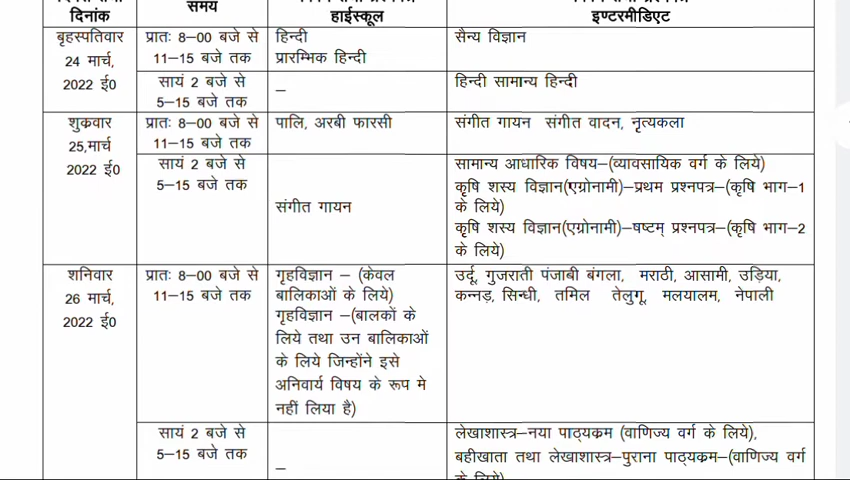 दिनांक
समय
हाईस्कूल
इण्टरमीडिएट
बृहस्पतिवार
24 मार्च,
2022 ई0
प्रातः 8–00 बजे से
11–15 बजे तक
हिन्दी
प्रारम्भिक हिन्दी
सैन्य विज्ञान
सायं 2 बजे से
5–15 बजे तक
–
हिन्दी सामान्य हिन्दी
शुक्रवार
25,मार्च
2022 ई0
प्रातः 8–00 बजे से
11–15 बजे तक
पालि, अरबी फारसी
संगीत गायन संगीत वादन, नृत्यकला
सायं 2 बजे से
5–15 बजे तक
संगीत गायन
सामान्य आधारिक विषय–(व्यावसायिक वर्ग के लिये)
कृषि शस्य विज्ञान(एग्रोनामी)–प्रथम प्रश्नपत्र–(कृषि भाग–1
के लिये)
कृषि शस्य विज्ञान(एग्रोनामी)–षष्टम् प्रश्नपत्र–(कृषि भाग–2
के लिये)
शनिवार
26 मार्च,
2022 ई0
प्रातः 8–00 बजे से
11–15 बजे तक
गृहविज्ञान – (केवल
बालिकाओं के लिये)
गृहविज्ञान –(बालकों के
लिये तथा उन बालिकाओं
के लिये जिन्होंने इसे
अनिवार्य विषय के रूप मे
नहीं लिया है)
उर्दू, गुजराती पंजाबी बंगला, मराठी, आसामी, उड़िया,
कन्नड़, सिन्धी, तमिल तेलुगू, मलयालम, नेपाली
सायं 2 बजे से
5–15 बजे तक
–
लेखाशास्त्र–नया पाठ्यक्रम (वाणिज्य वर्ग के लिये),
बहीखाता तथा लेखाशास्त्र–पुराना पाठ्यक्रम–(वाणिज्य वर्ग
के लिये)